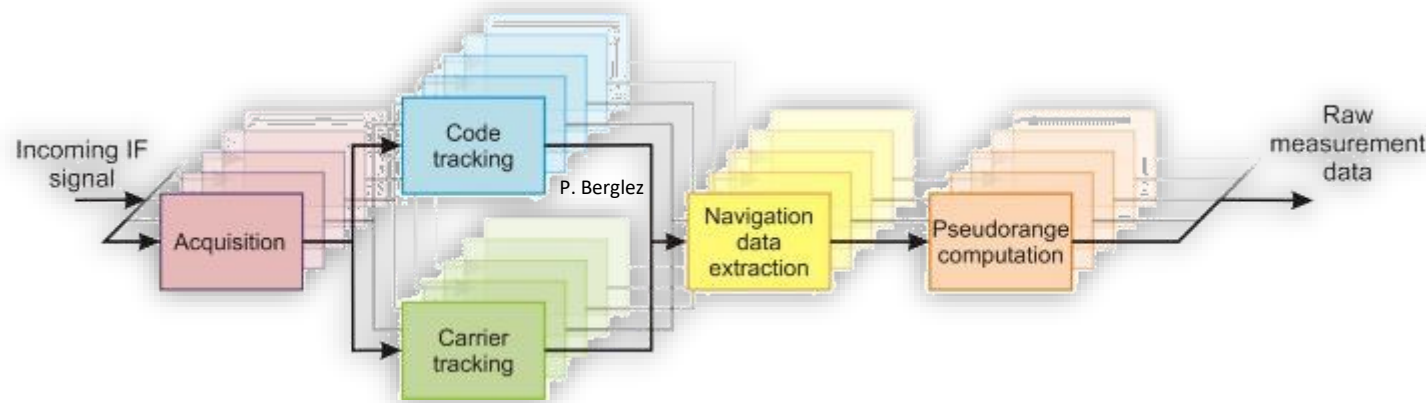 Incoming IF
signal
Acquisition
Code
tracking
P. Berglez
Carrier
tracking
Navigation
data
extraction
Pseudorange
computation
Raw
measurement
data